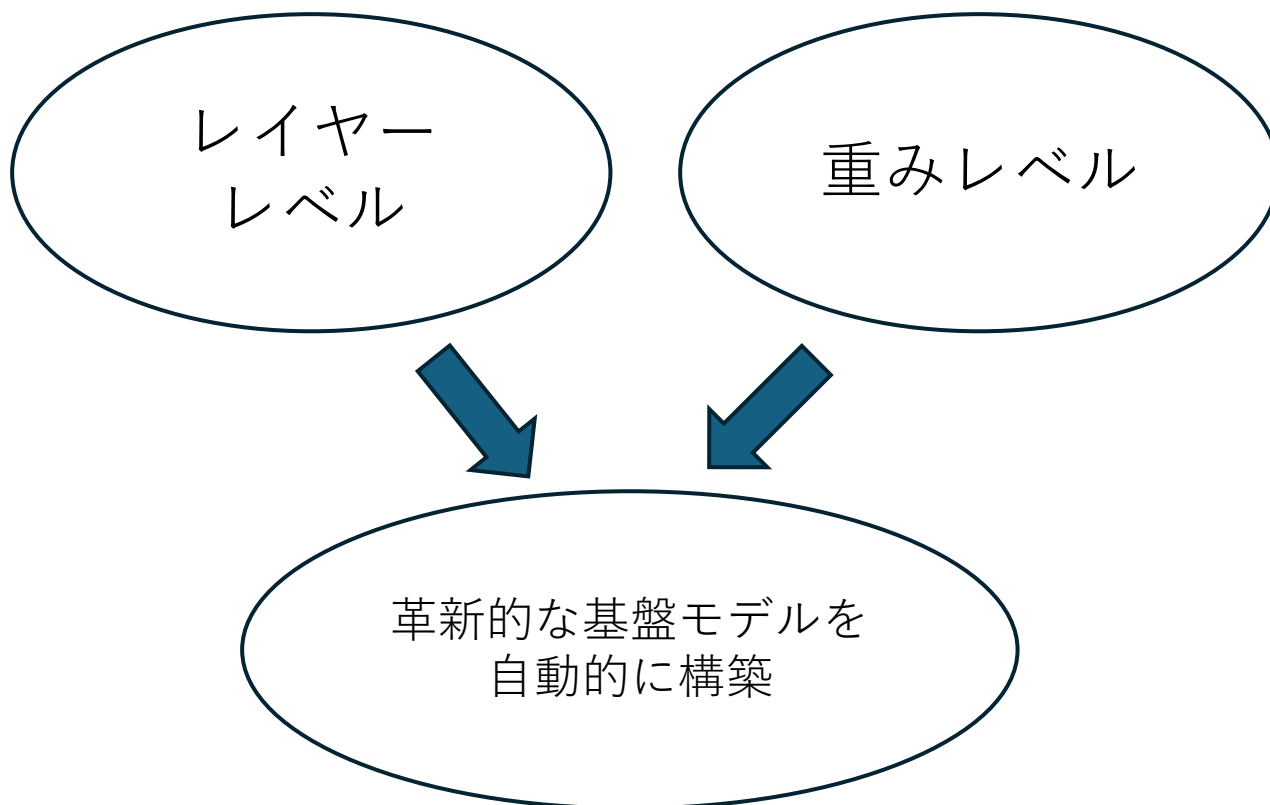 レイヤー
レベル
重みレベル
革新的な基盤モデルを
自動的に構築